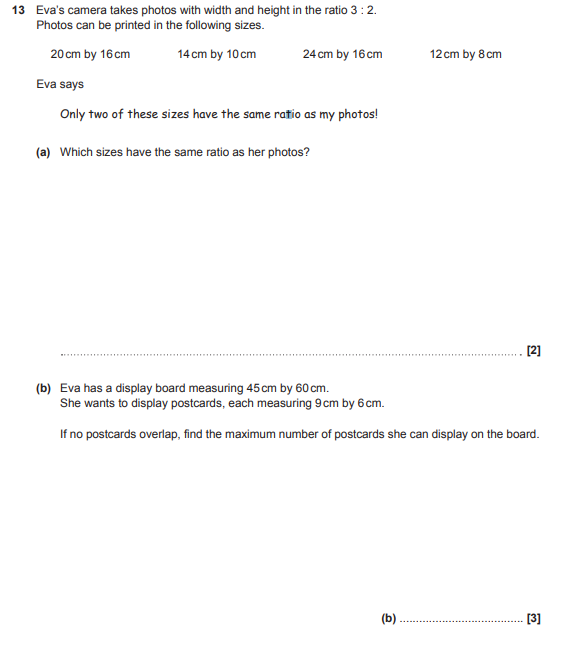 13 Eva's camera takes photos with width and height in the ratio 3 : 2.
Photos can be printed in the following sizes.
20 cm by 16 cm 14 cm by 10 cm 24 cm by 16 cm 12 cm by 8 cm
Eva says
Only two of these sizes have the same ratio as my photos!
(a) Which sizes have the same ratio as her photos?
.................................................................................................................................................. [2]
(b) Eva has a display board measuring 45 cm by 60 cm.
She wants to display postcards, each measuring 9 cm by 6 cm.
If no postcards overlap, find the maximum number of postcards she can display on the board.
(b) ..................................... [3]